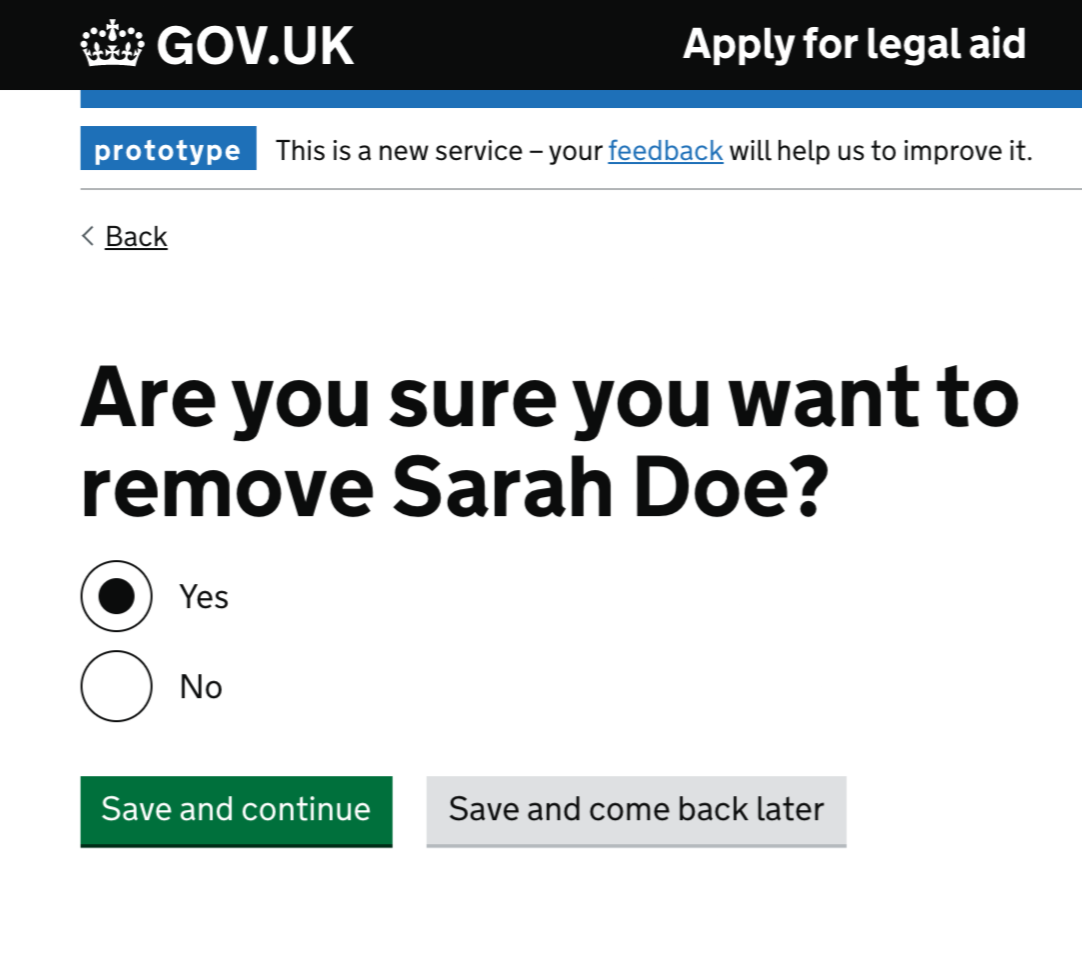 GOV.UK
Apply for legal aid
prototype
This is a new service – your feedback will help us to improve it.
Back
Are you sure you want to
remove Sarah Doe?
Yes
No
Save and continue
Save and come back later